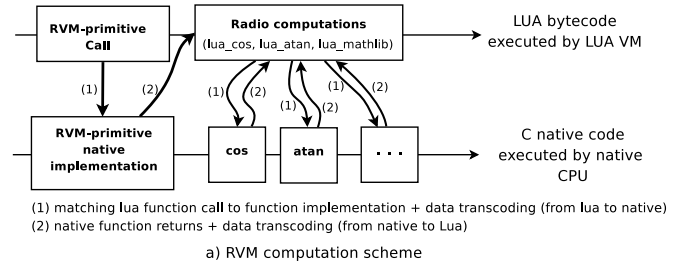 RVM-primitive
Call
Radio computations
(lua_cos, lua_atan, lua_mathlib)
LUA bytecode
executed by LUA VM
(1)
(2)
(1)
(2)
(1)
(2)
(1)
(2)
RVM-primitive
native
implementation
cos
atan
...
C native code
executed by native
CPU
(1) matching lua function call to function implementation + data transcoding (from lua to native)
(2) native function returns + data transcoding (from native to Lua)
a) RVM computation scheme